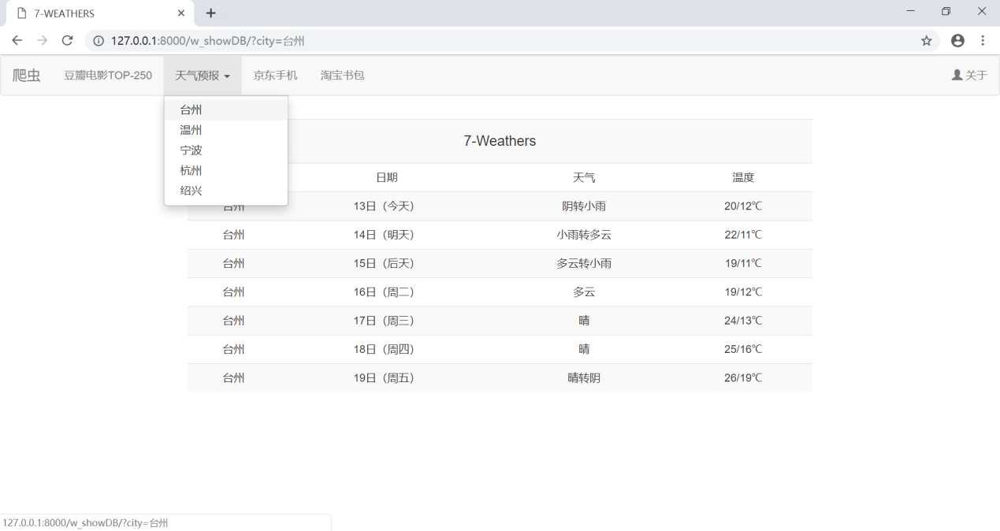 7-WEATHERS
127.0.0.1:8000/w_showDB/?city=台州
爬虫 豆瓣电影TOP-250 天气预报 京东手机 淘宝书包 关于
台州
温州
宁波
杭州
绍兴
7-Weathers
日期 天气 温度
台州 13日（今天） 阴转小雨 20/12℃
台州 14日（明天） 小雨转多云 22/11℃
台州 15日（后天） 多云转小雨 19/11℃
台州 16日（周二） 多云 19/12℃
台州 17日（周三） 晴 24/13℃
台州 18日（周四） 晴 25/16℃
台州 19日（周五） 晴转阴 26/19℃
127.0.0.1:8000/w_showDB/?city=台州